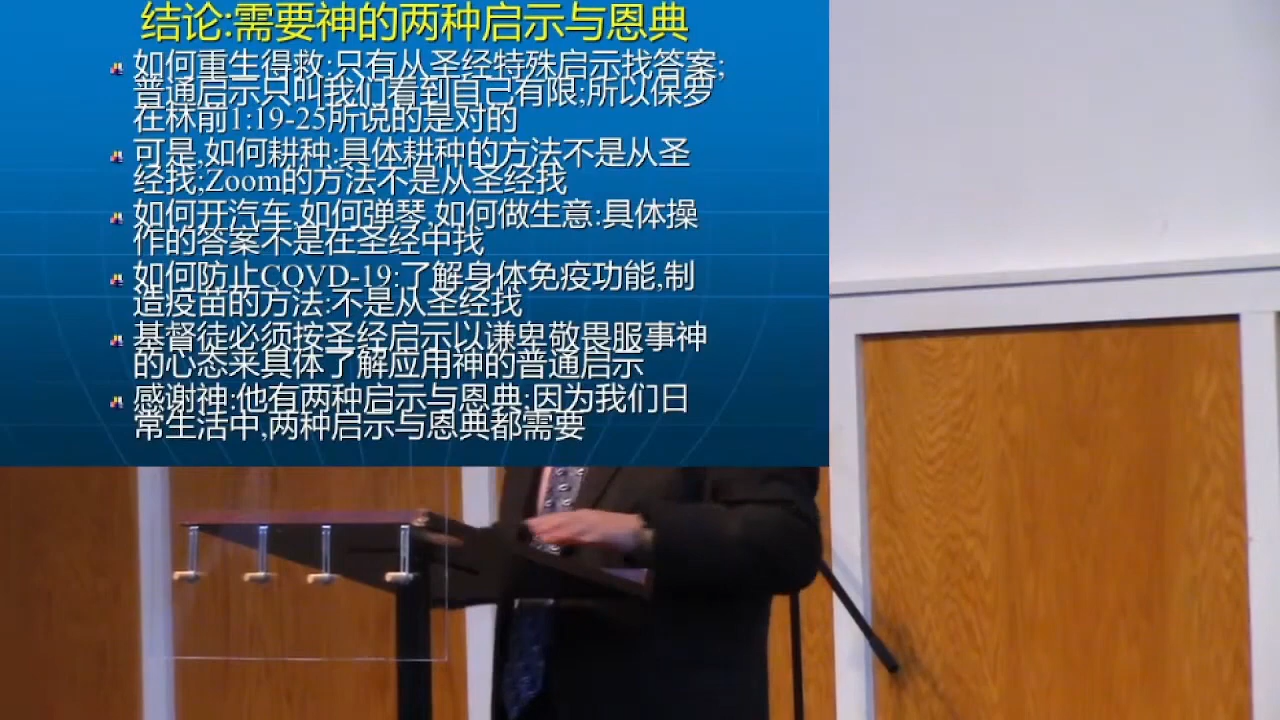 结论:需要神的两种启示与恩典
如何重生得救:只有从圣经特殊启示找答案;
普通启示只叫我们看到自己有限;所以保罗
在林前1:19-25所说的是对的
可是,如何耕种:具体耕种的方法不是从圣
经找;Zoom的方法不是从圣经找
如何开汽车,如何弹琴,如何做生意:具体操
作的答案不是在圣经中找
如何防止COVD-19:了解身体免疫功能,制
造疫苗的方法:不是从圣经找
基督徒必须按圣经启示以谦卑敬畏服事神
的心态来具体了解应用神的普通启示
感谢神:他有两种启示与恩典;因为我们日
常生活中,两种启示与恩典都需要